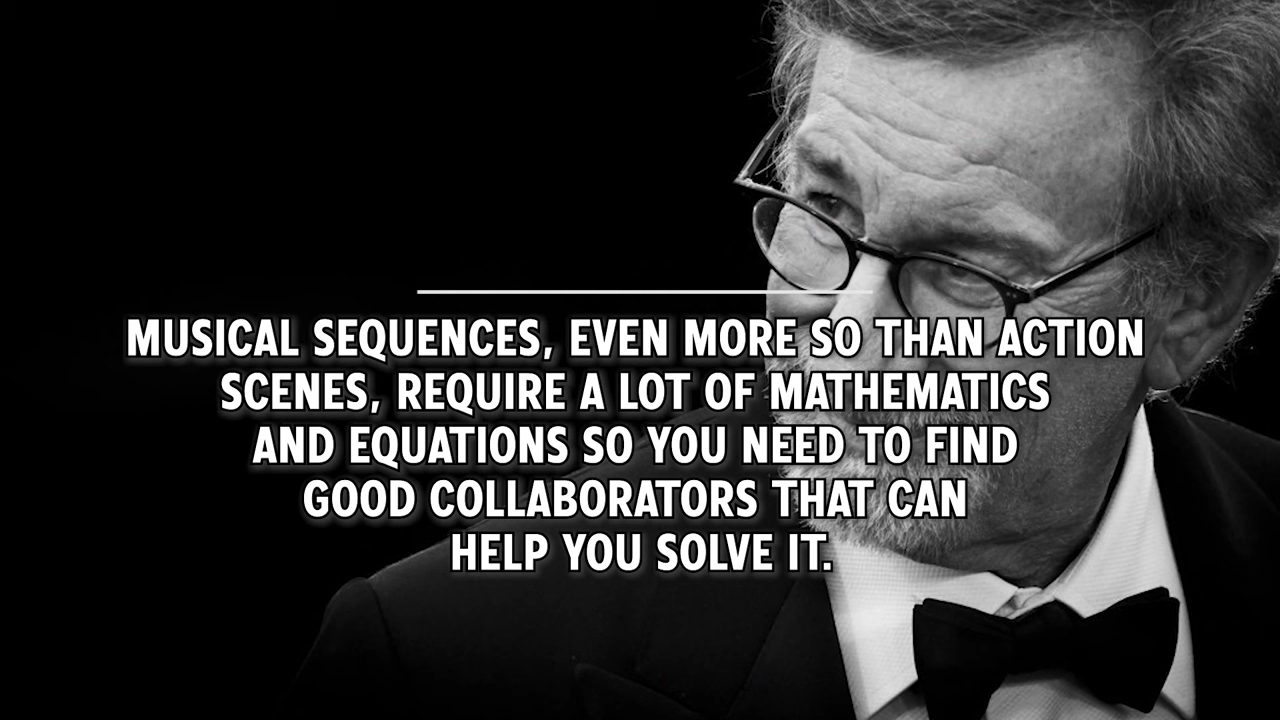 MUSICAL SEQUENCES, EVEN MORE SO THAN ACTION
SCENES, REQUIRE A LOT OF MATHEMATICS
AND EQUATIONS SO YOU NEED TO FIND
GOOD COLLABORATORS THAT CAN
HELP YOU SOLVE IT.